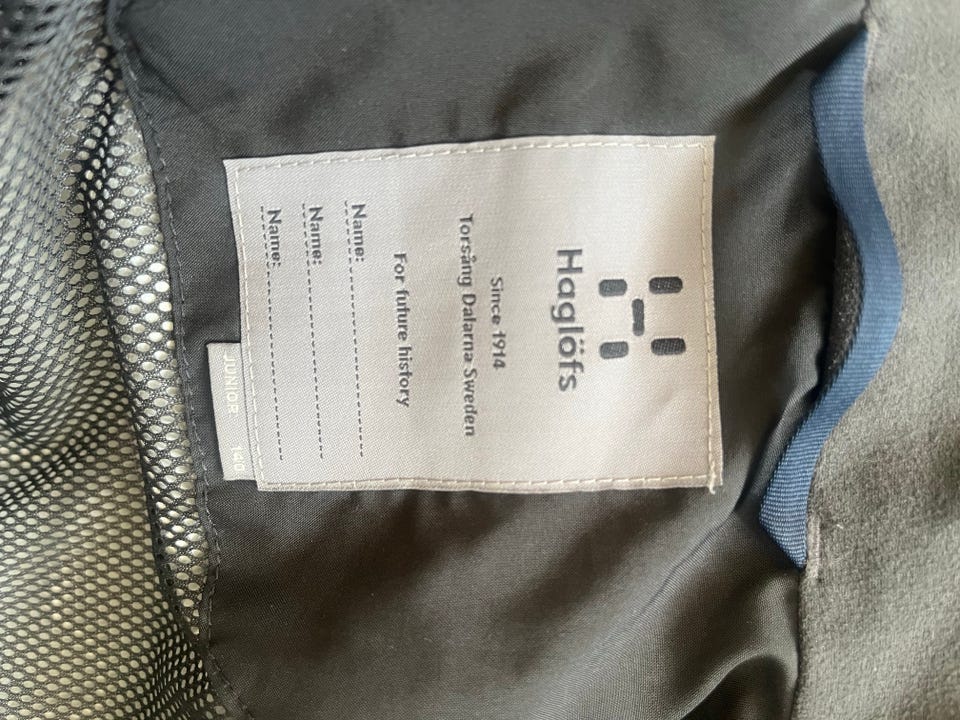 Haglöfs
Since 1914
Torsång Dalarna Sweden
For future history
Name:
Name:
Name:
JUNIOR 140